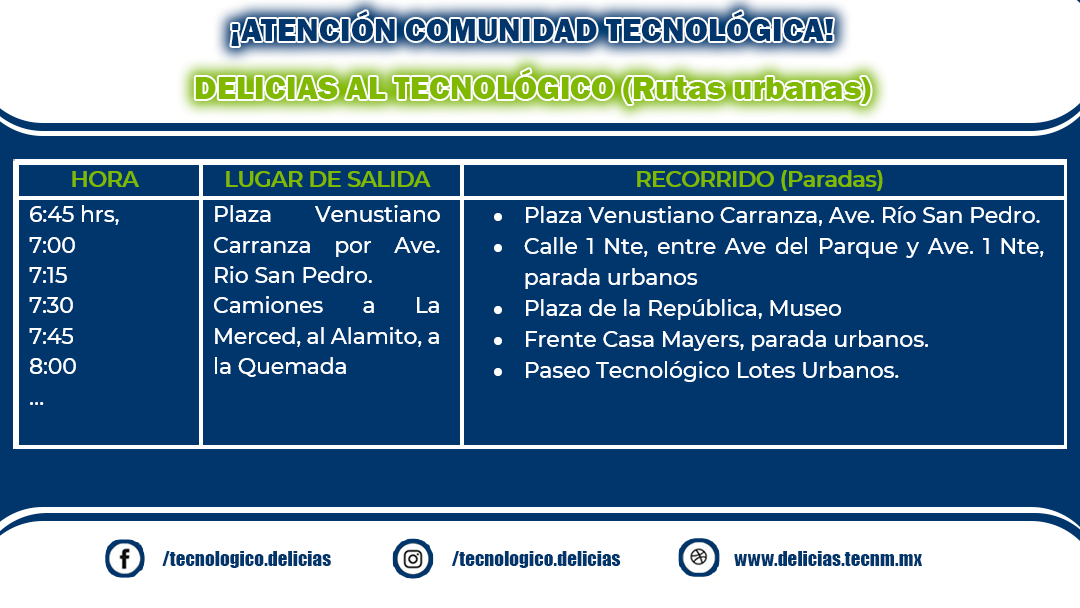 ¡ATENCIÓN COMUNIDAD TECNOLÓGICA!
DELICIAS AL TECNOLÓGICO (Rutas urbanas)
HORA
LUGAR DE SALIDA
RECORRIDO (Paradas)
6:45 hrs,
7:00
7:15
7:30
7:45
8:00
...
Plaza Venustiano
Carranza por Ave.
Rio San Pedro.
Camiones a La
Merced, al Alamito, a
la Quemada
• Plaza Venustiano Carranza, Ave. Río San Pedro.
• Calle 1 Nte, entre Ave del Parque y Ave. 1 Nte,
parada urbanos
• Plaza de la República, Museo
• Frente Casa Mayers, parada urbanos.
• Paseo Tecnológico Lotes Urbanos.
/tecnologico.delicias
/tecnologico.delicias
www.delicias.tecnm.mx